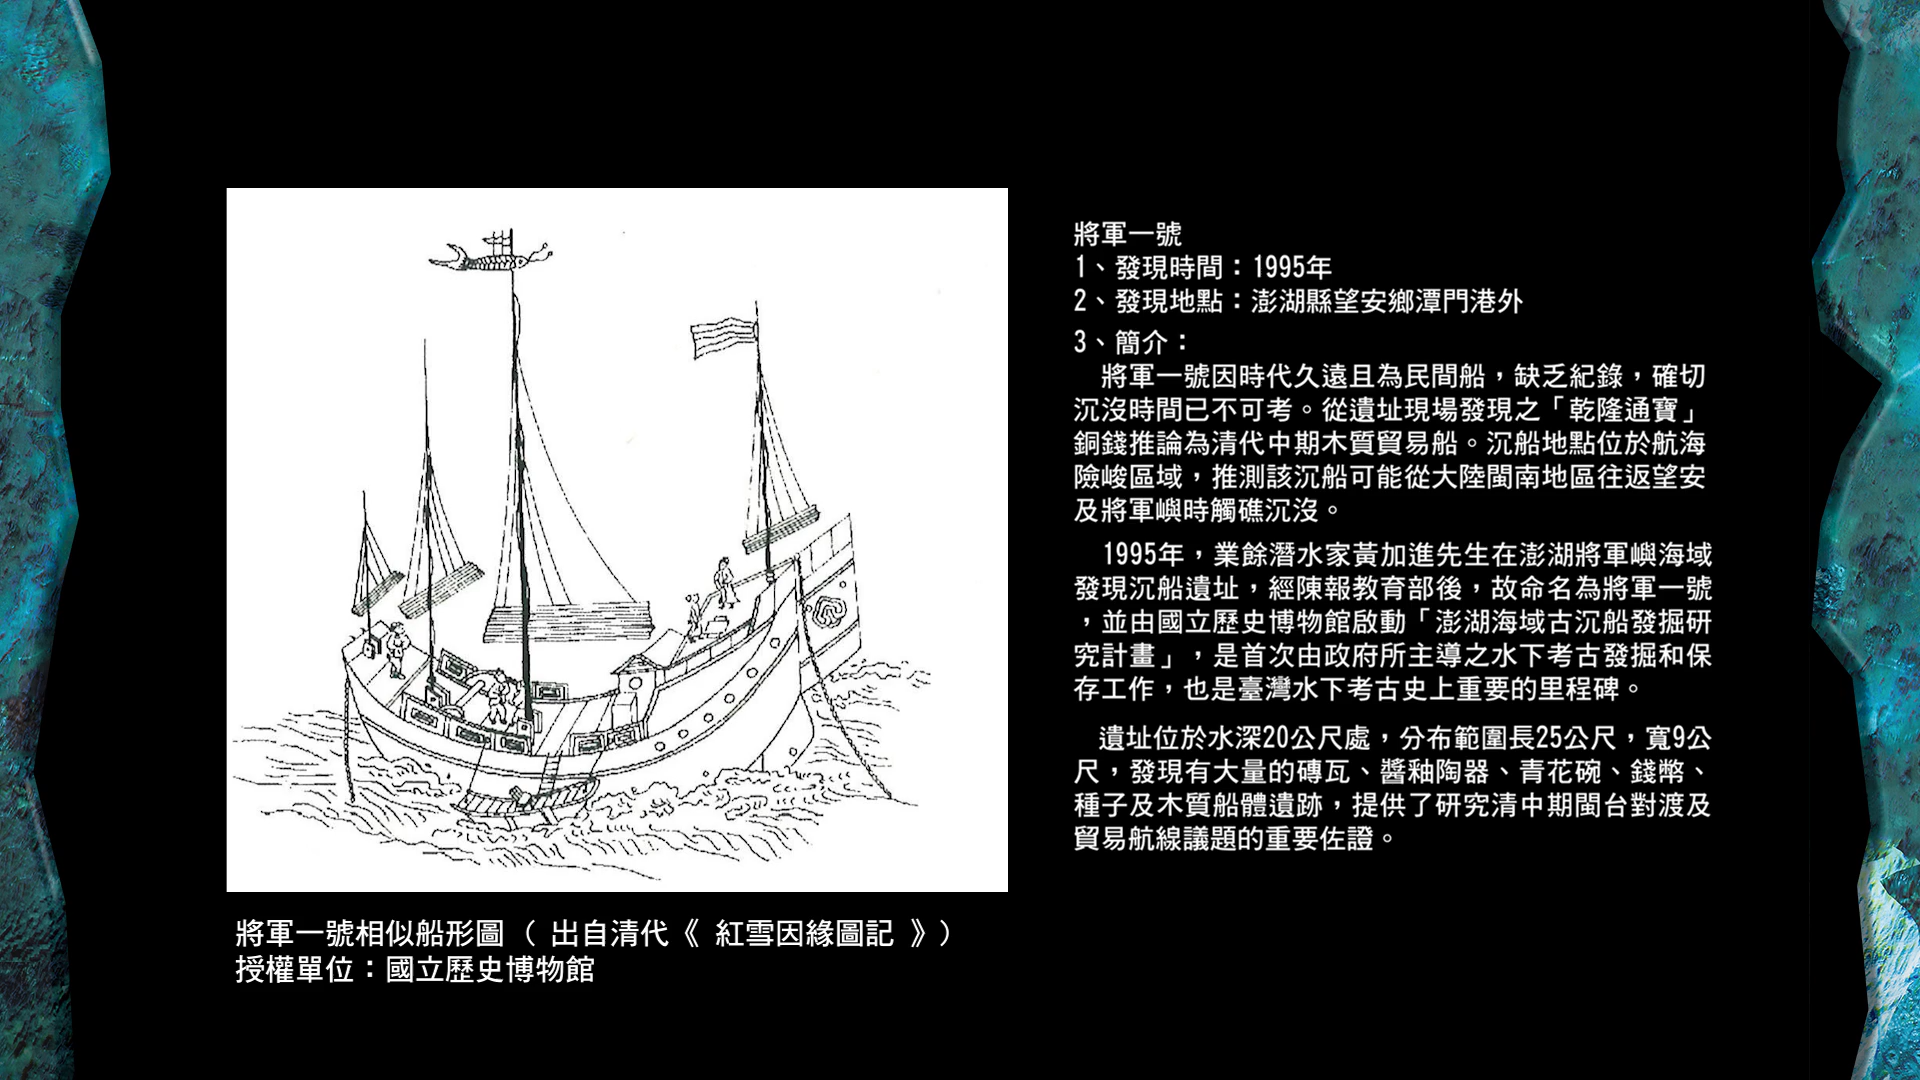 將軍一號
1、發現時間：1995年
2、發現地點：澎湖縣望安鄉潭門港外
3、簡介：
將軍一號因時代久遠且為民間船，缺乏紀錄，確切
沉沒時間已不可考。從遺址現場發現之「乾隆通寶」
銅錢推論為清代中期木質貿易船。沉船地點位於航海
險峻區域，推測該沉船可能從大陸閩南地區往返望安
及將軍嶼時觸礁沉沒。
1995年，業餘潛水家黃加進先生在澎湖將軍嶼海域
發現沉船遺址，經陳報教育部後，故命名為將軍一號
，並由國立歷史博物館啟動「澎湖海域古沉船發掘研
究計畫」，是首次由政府所主導之水下考古發掘和保
存工作，也是臺灣水下考古史上重要的里程碑。
遺址位於水深20公尺處，分布範圍長25公尺，寬9公
尺，發現有大量的磚瓦、醬釉陶器、青花碗、錢幣、
種子及木質船體遺跡，提供了研究清中期閩台對渡及
貿易航線議題的重要佐證。
將軍一號相似船形圖（ 出自清代《 紅雪因緣圖記 》）
授權單位：國立歷史博物館